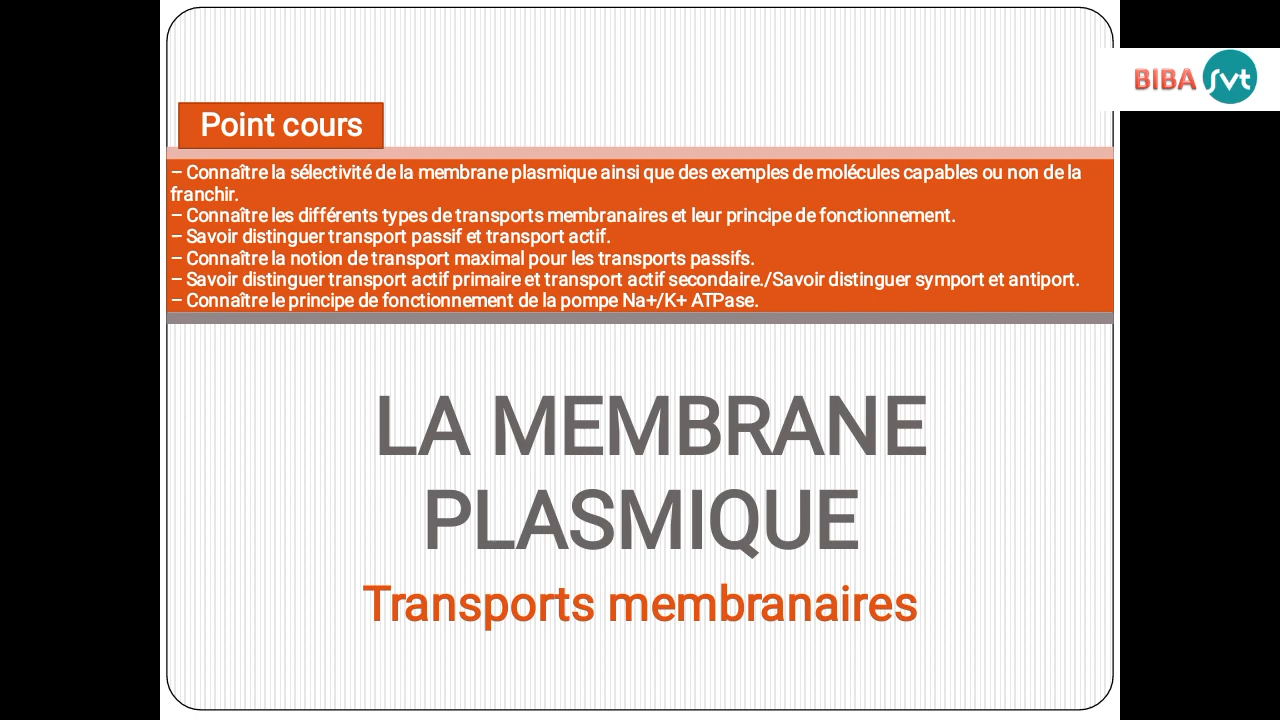 BIBA svt
Point cours
– Connaître la sélectivité de la membrane plasmique ainsi que des exemples de molécules capables ou non de la
franchir.
– Connaître les différents types de transports membranaires et leur principe de fonctionnement.
– Savoir distinguer transport passif et transport actif.
– Connaître la notion de transport maximal pour les transports passifs.
– Savoir distinguer transport actif primaire et transport actif secondaire./Savoir distinguer symport et antiport.
– Connaître le principe de fonctionnement de la pompe Na+/K+ ATPase.
LA MEMBRANE
PLASMIQUE
Transports membranaires